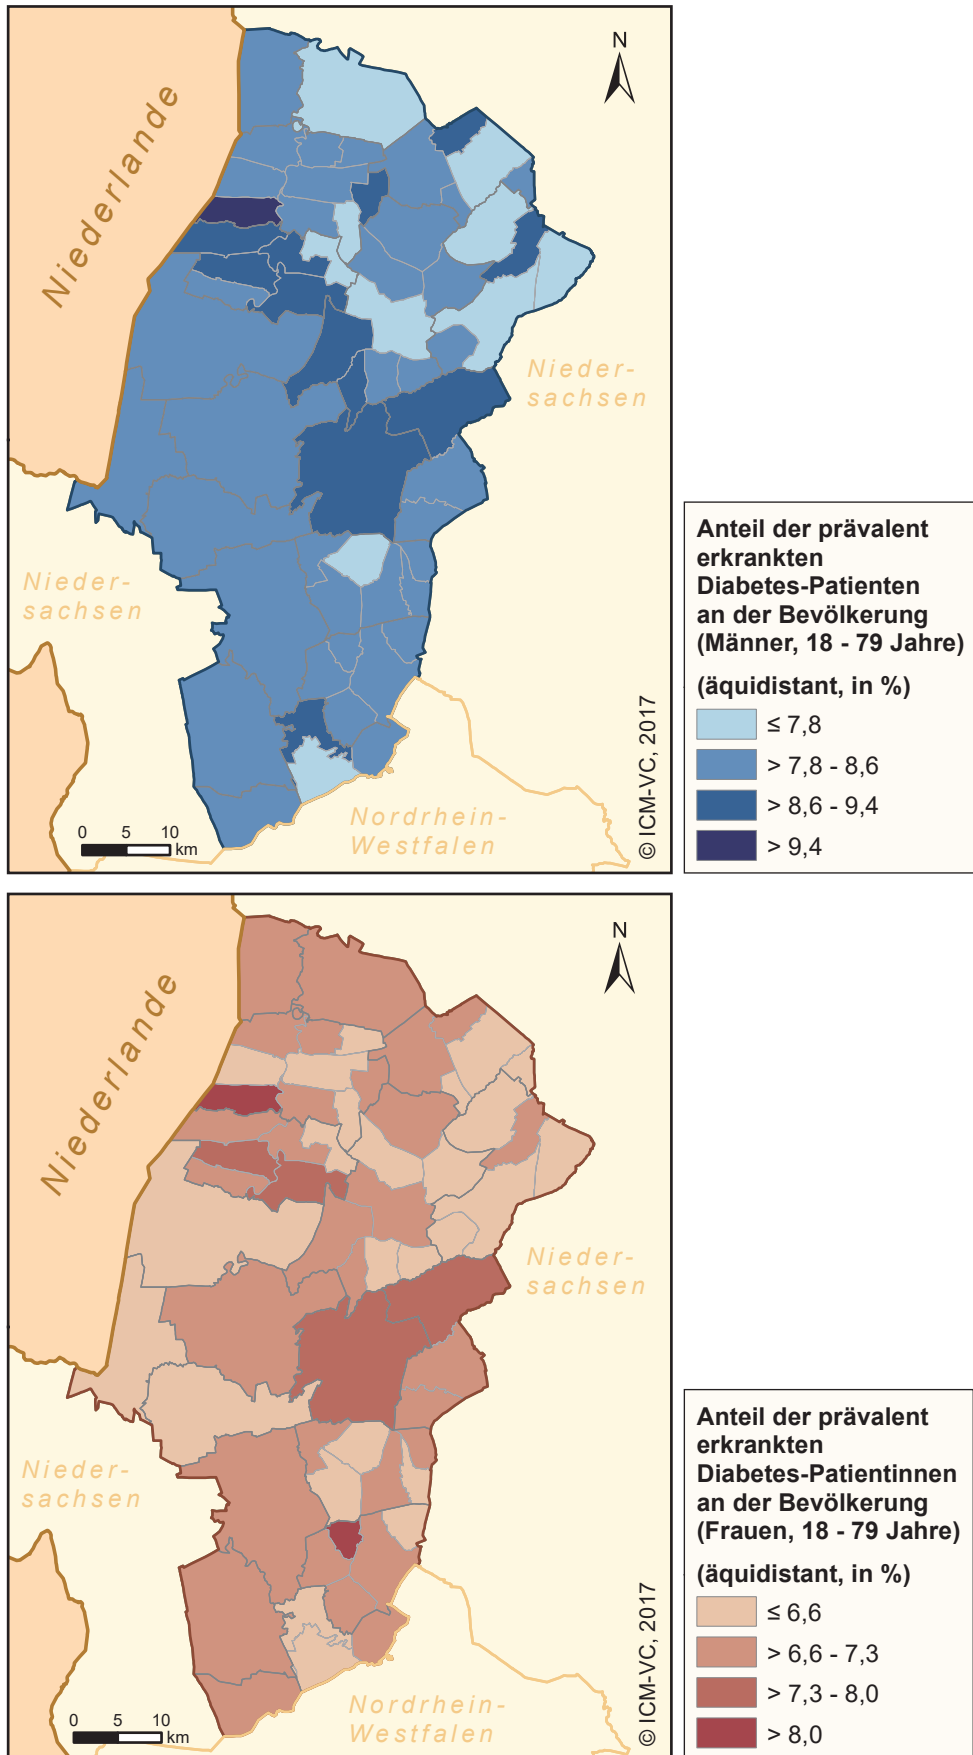 N
Niederlande
Nieder-
sachsen
Nieder-
sachsen
Nordrhein-
Westfalen
0 5 10
km
© ICM-VC, 2017
Anteil der prävalent
erkrankten
Diabetes-Patienten
an der Bevölkerung
(Männer, 18 - 79 Jahre)
(äquidistant, in %)
≤ 7,8
> 7,8 - 8,6
> 8,6 - 9,4
> 9,4
N
Niederlande
Nieder-
sachsen
Nieder-
sachsen
Nordrhein-
Westfalen
0 5 10
km
© ICM-VC, 2017
Anteil der prävalent
erkrankten
Diabetes-Patientinnen
an der Bevölkerung
(Frauen, 18 - 79 Jahre)
(äquidistant, in %)
≤ 6,6
> 6,6 - 7,3
> 7,3 - 8,0
> 8,0